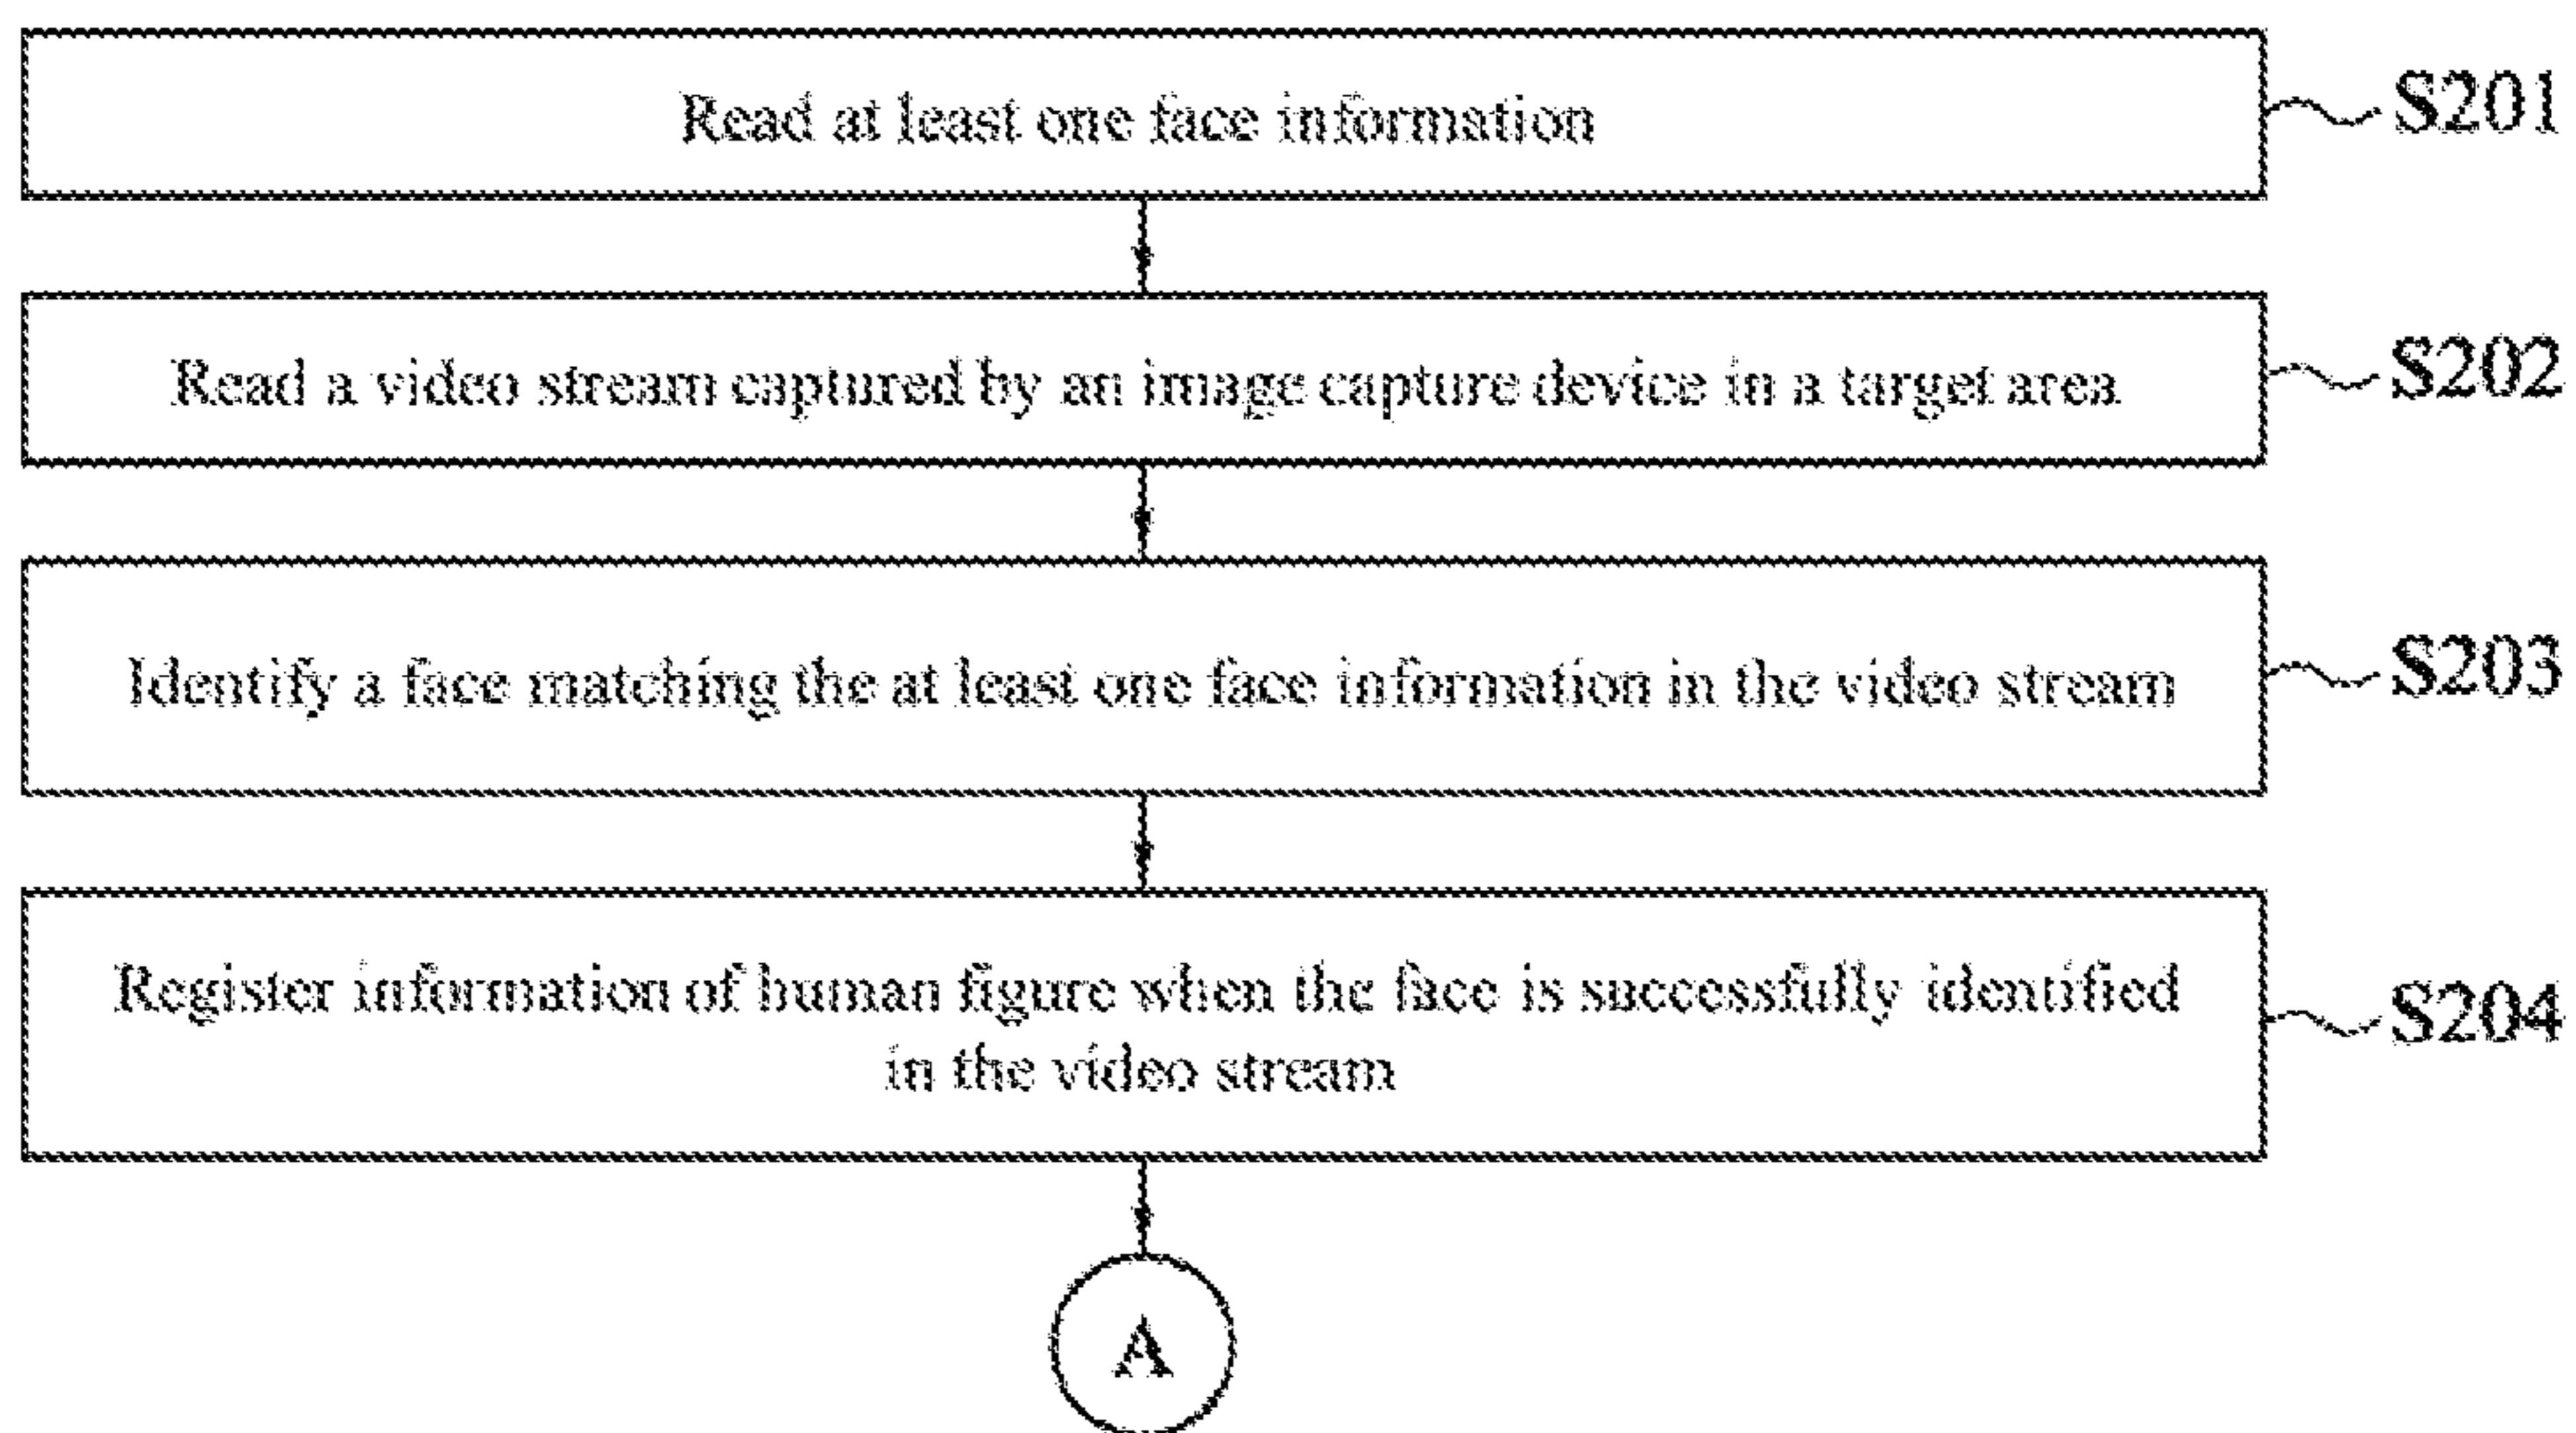 Read at least one face information
S201
Read a video stream captured by an image capture device in a target area
S202
Identify a face matching the at least one face information in the video stream
S203
Register information of human figure when the face is successfully identified
in the video stream
S204
A